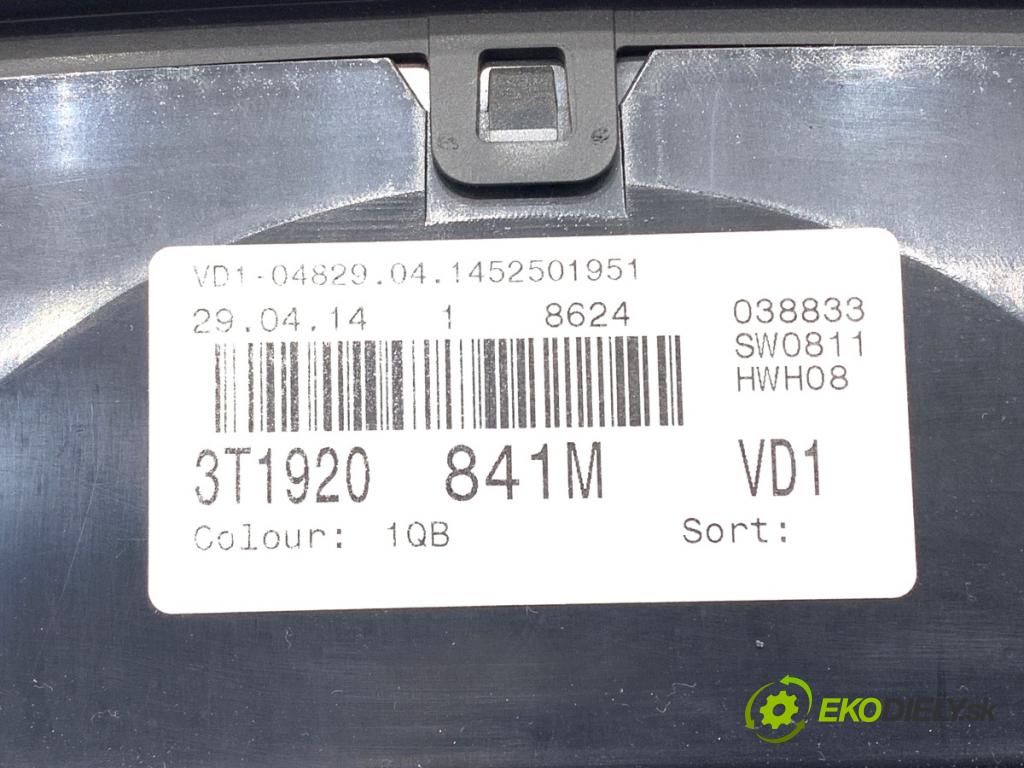 VD1-04829.04.1452501951
29.04.14 1 8624 038833
SW0811
HWH08
3T1920 841M VD1
Colour: 1QB Sort:
EKODIELY.sk